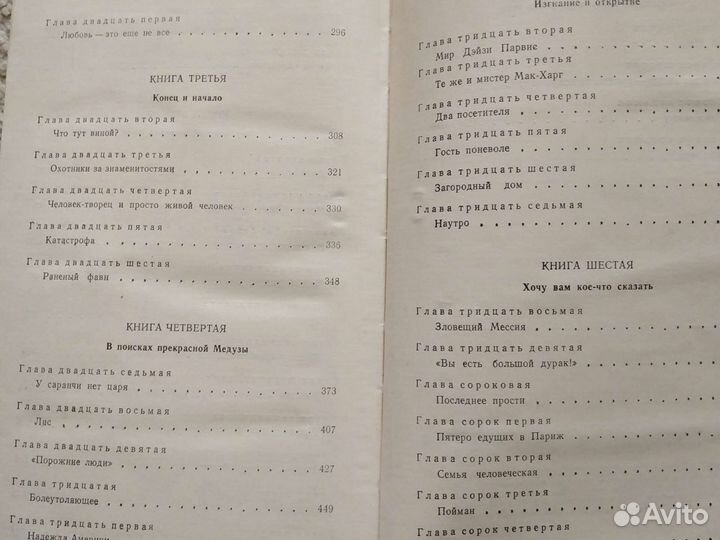 Глава двадцать первая
Любовь — это еще не все 296
КНИГА ТРЕТЬЯ
Конец и начало
Глава двадцать вторая
Что тут виной? 308
Глава двадцать третья
Охотники за знаменитостями 321
Глава двадцать четвертая
Человек-творец и просто живой человек 330
Глава двадцать пятая
Катастрофа 336
Глава двадцать шестая
Раненый фавн 348
КНИГА ЧЕТВЕРТАЯ
В поисках прекрасной Медузы
Глава двадцать седьмая
У саранчи нет царя 373
Глава двадцать восьмая
Лис 407
Глава двадцать девятая
«Порожние люди» 427
Глава тридцатая
Болеутоляющее 449
Глава тридцать первая
Надежда Америки
Изгнание и открытие
Глава тридцать вторая
Мир Дэйзи Парвис
Глава тридцать третья
Те же и мистер Мак-Харг
Глава тридцать четвертая
Два посетителя
Глава тридцать пятая
Гость поневоле
Глава тридцать шестая
Загородный дом
Глава тридцать седьмая
Наутро
КНИГА ШЕСТАЯ
Хочу вам кое-что сказать
Глава тридцать восьмая
Зловещий Мессия
Глава тридцать девятая
«Вы есть большой дурак!»
Глава сороковая
Последнее прости
Глава сорок первая
Пятеро едущих в Париж
Глава сорок вторая
Семья человеческая
Глава сорок третья
Пойман
Глава сорок четвертая
Avito